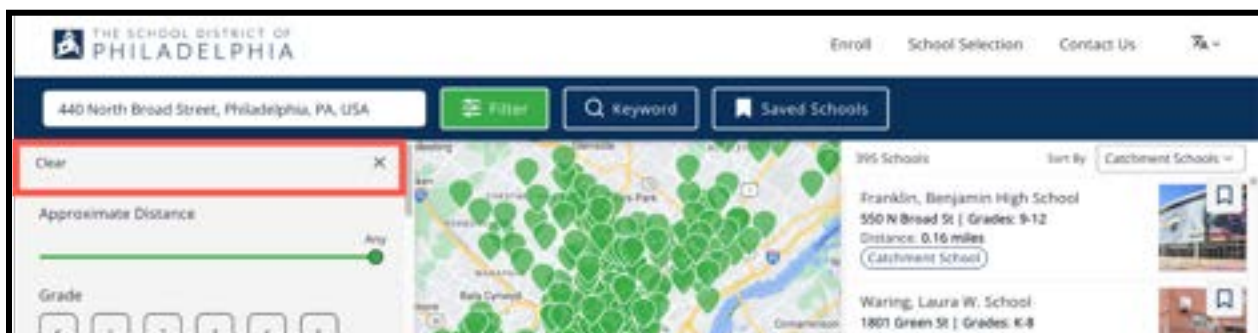 THE SCHOOL DISTRICT OF
PHILADELPHIA
Enroll School Selection Contact Us
440 North Broad Street, Philadelphia, PA, USA
Filter
Keyword
Saved Schools
Clear
395 Schools
Sort By
Catchment Schools
Approximate Distance
Any
Grade
Franklin, Benjamin High School
550 N Broad St | Grades: 9-12
Distance: 0.16 miles
Catchment School
Waring, Laura W. School
1801 Green St | Grades: K-8
Bala Cynwyd